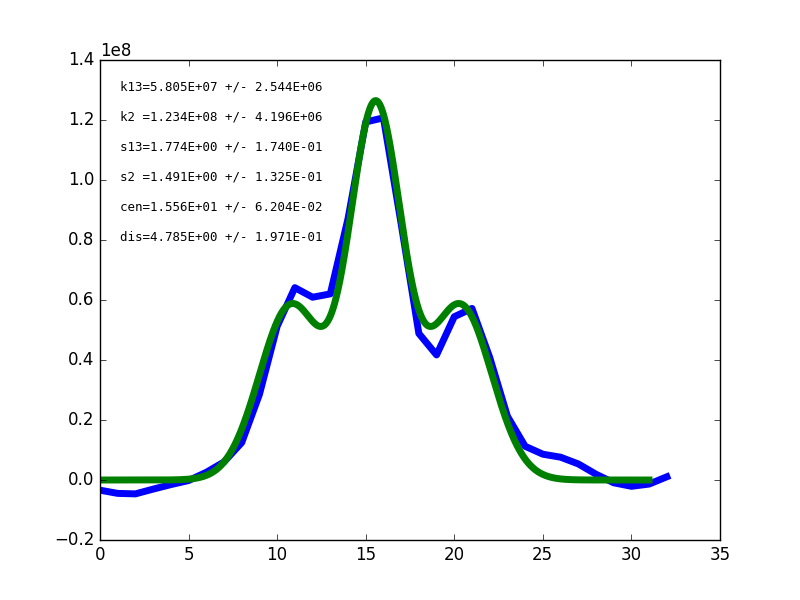 1e8
1.4
1.2
1.0
0.8
0.6
0.4
0.2
0.0
−0.2
k13=5.805E+07 +/- 2.544E+06
k2 =1.234E+08 +/- 4.196E+06
s13=1.774E+00 +/- 1.740E-01
s2 =1.491E+00 +/- 1.325E-01
cen=1.556E+01 +/- 6.204E-02
dis=4.785E+00 +/- 1.971E-01
0 5 10 15 20 25 30 35